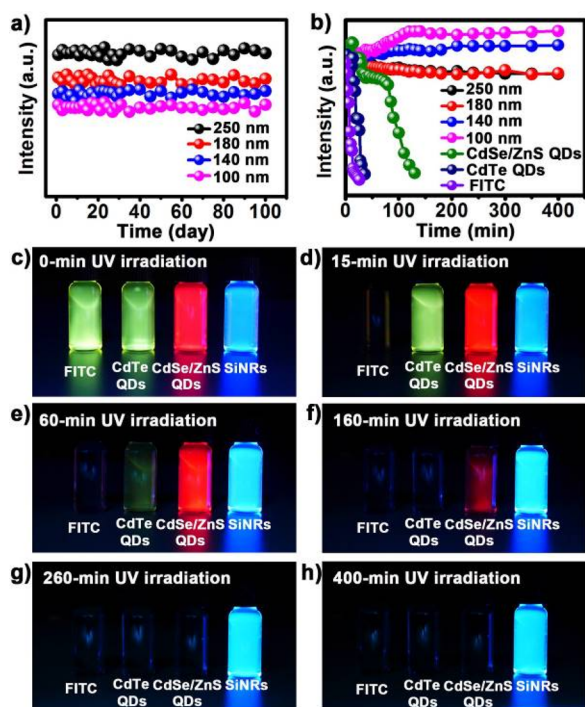 a)
Intensity (a.u.)
250 nm
180 nm
140 nm
100 nm
0 20 40 60 80 100
Time (day)
b)
Intensity (a.u.)
250 nm
180 nm
140 nm
100 nm
CdSe/ZnS QDs
CdTe QDs
FITC
0 100 200 300 400
Time (min)
c) 0-min UV irradiation
FITC CdTe QDs CdSe/ZnS QDs SiNRs
d) 15-min UV irradiation
FITC CdTe QDs CdSe/ZnS QDs SiNRs
e) 60-min UV irradiation
FITC CdTe QDs CdSe/ZnS QDs SiNRs
f) 160-min UV irradiation
FITC CdTe QDs CdSe/ZnS QDs SiNRs
g) 260-min UV irradiation
FITC CdTe QDs CdSe/ZnS QDs SiNRs
h) 400-min UV irradiation
FITC CdTe QDs CdSe/ZnS QDs SiNRs